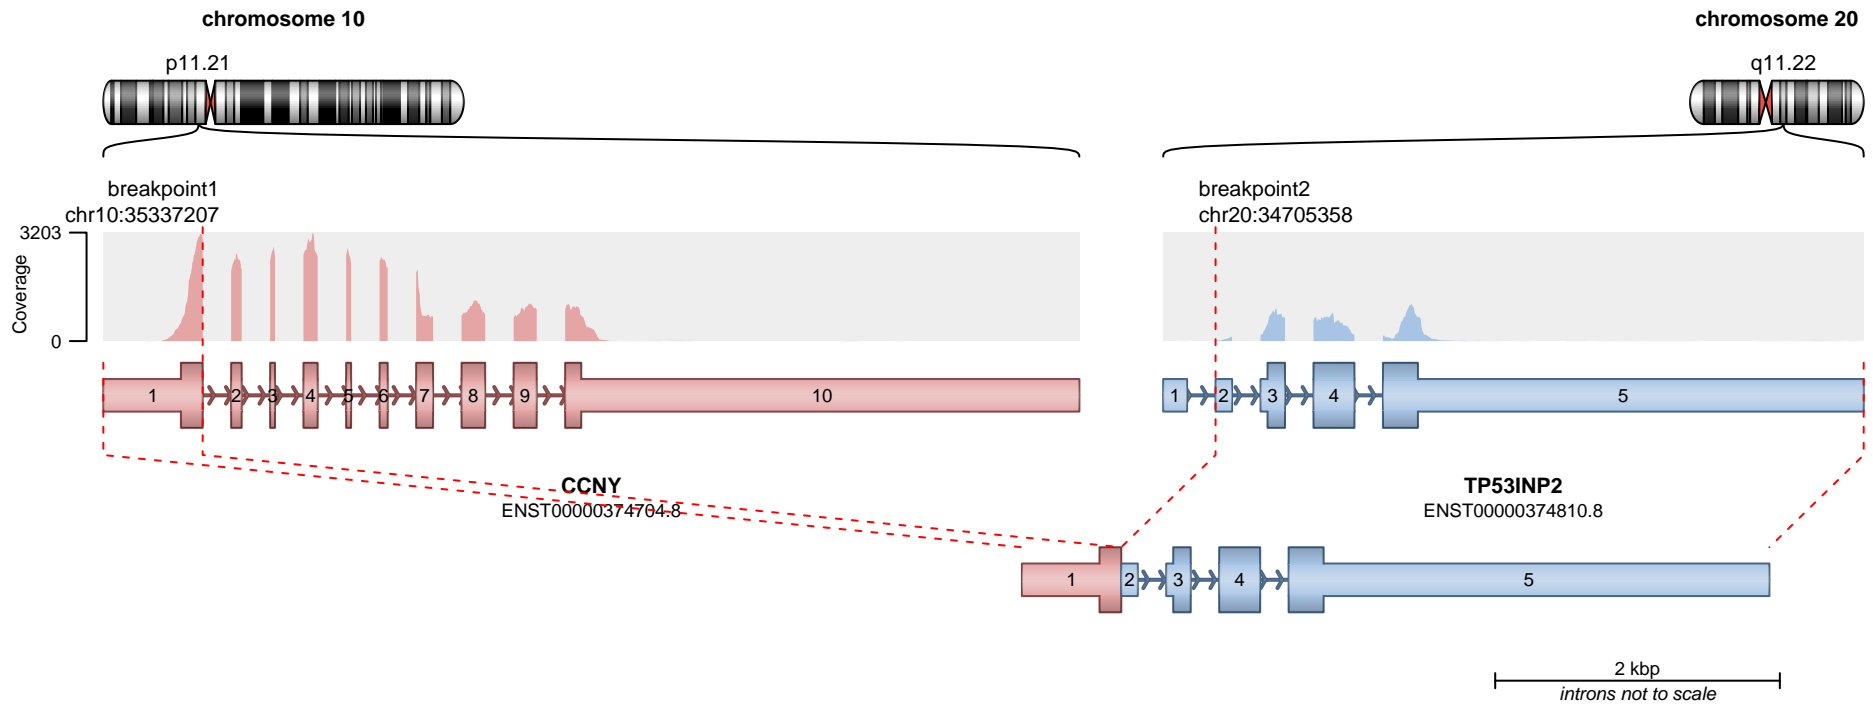 chromosome 10
chromosome 20
p11.21
q11.22
breakpoint1
chr10:35337207
breakpoint2
chr20:34705358
3203
Coverage
0
1 2 3 4 5 6 7 8 9 10
1 2 3 4 5
CCNY
ENST00000374704.8
TP53INP2
ENST00000374810.8
1 2 3 4 5
2 kbp
introns not to scale